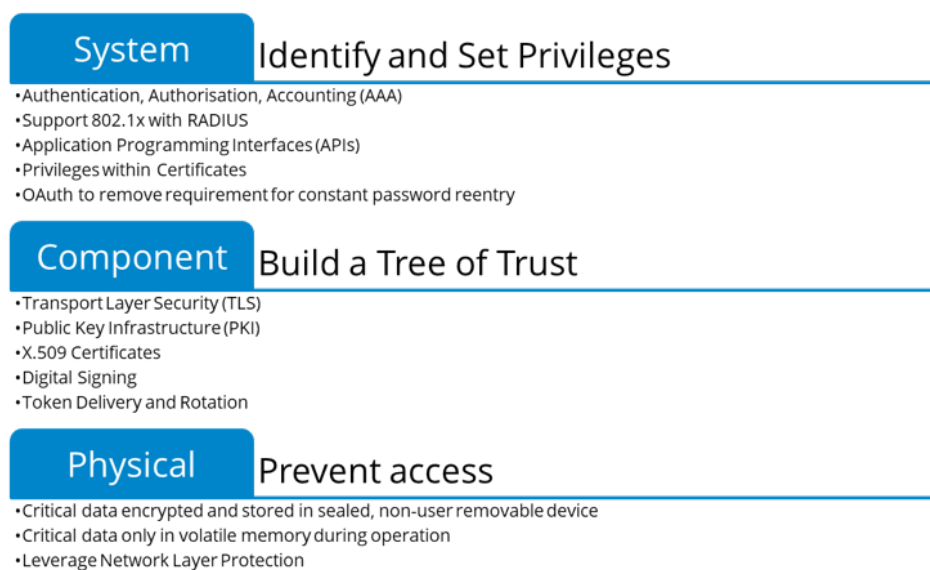 System
Identify and Set Privileges
•Authentication, Authorisation, Accounting (AAA)
•Support 802.1x with RADIUS
•Application Programming Interfaces (APIs)
•Privileges within Certificates
•OAuth to remove requirement for constant password reentry
Component
Build a Tree of Trust
•Transport Layer Security (TLS)
•Public Key Infrastructure (PKI)
•X.509 Certificates
•Digital Signing
•Token Delivery and Rotation
Physical
Prevent access
•Critical data encrypted and stored in sealed, non-user removable device
•Critical data only in volatile memory during operation
•Leverage Network Layer Protection